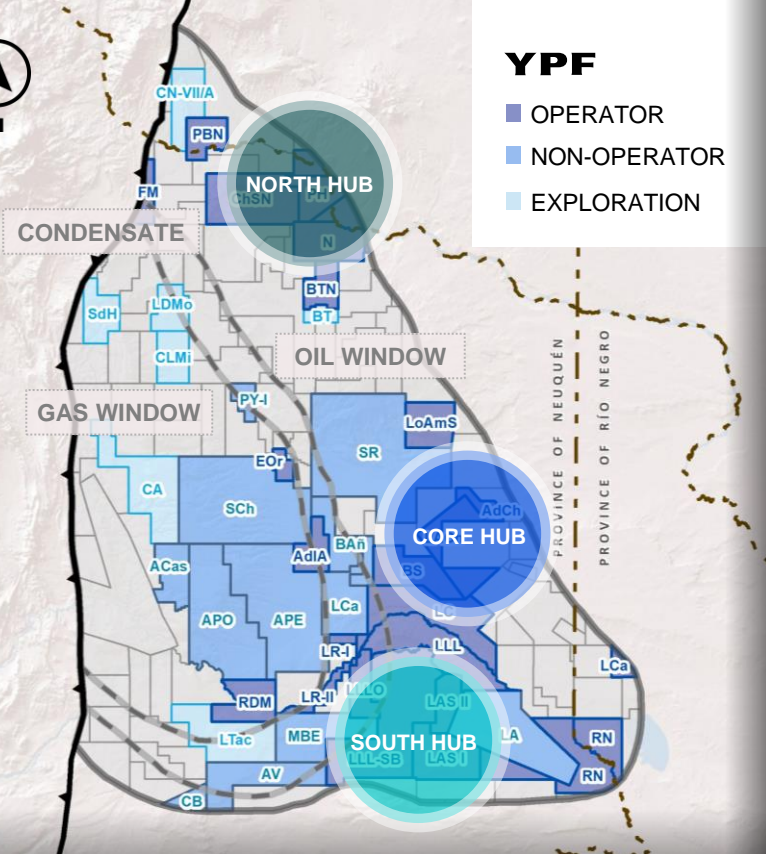 YPF
OPERATOR
NON-OPERATOR
EXPLORATION
CN-VII/A
PBN
FM
NORTH HUB
ChSN
N
CONDENSATE
BTN
BT
SdH
LDMo
CLMi
OIL WINDOW
GAS WINDOW
PY-I
LoAmS
SR
EOr
CA
SCh
PROVINCE OF NEUQUÉN
PROVINCE OF RÍO NEGRO
AdCh
CORE HUB
BAñ
AdlA
ACas
BS
LCa
LC
APO
APE
LR-I
LLL
LCa
RDM
LR-II
LLLO
LAS II
LTac
MBE
SOUTH HUB
LA
RN
LLL-SB
LAS I
AV
RN
CB